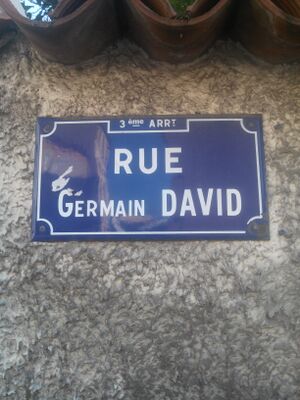 3ème ARRT
RUE
GERMAIN DAVID